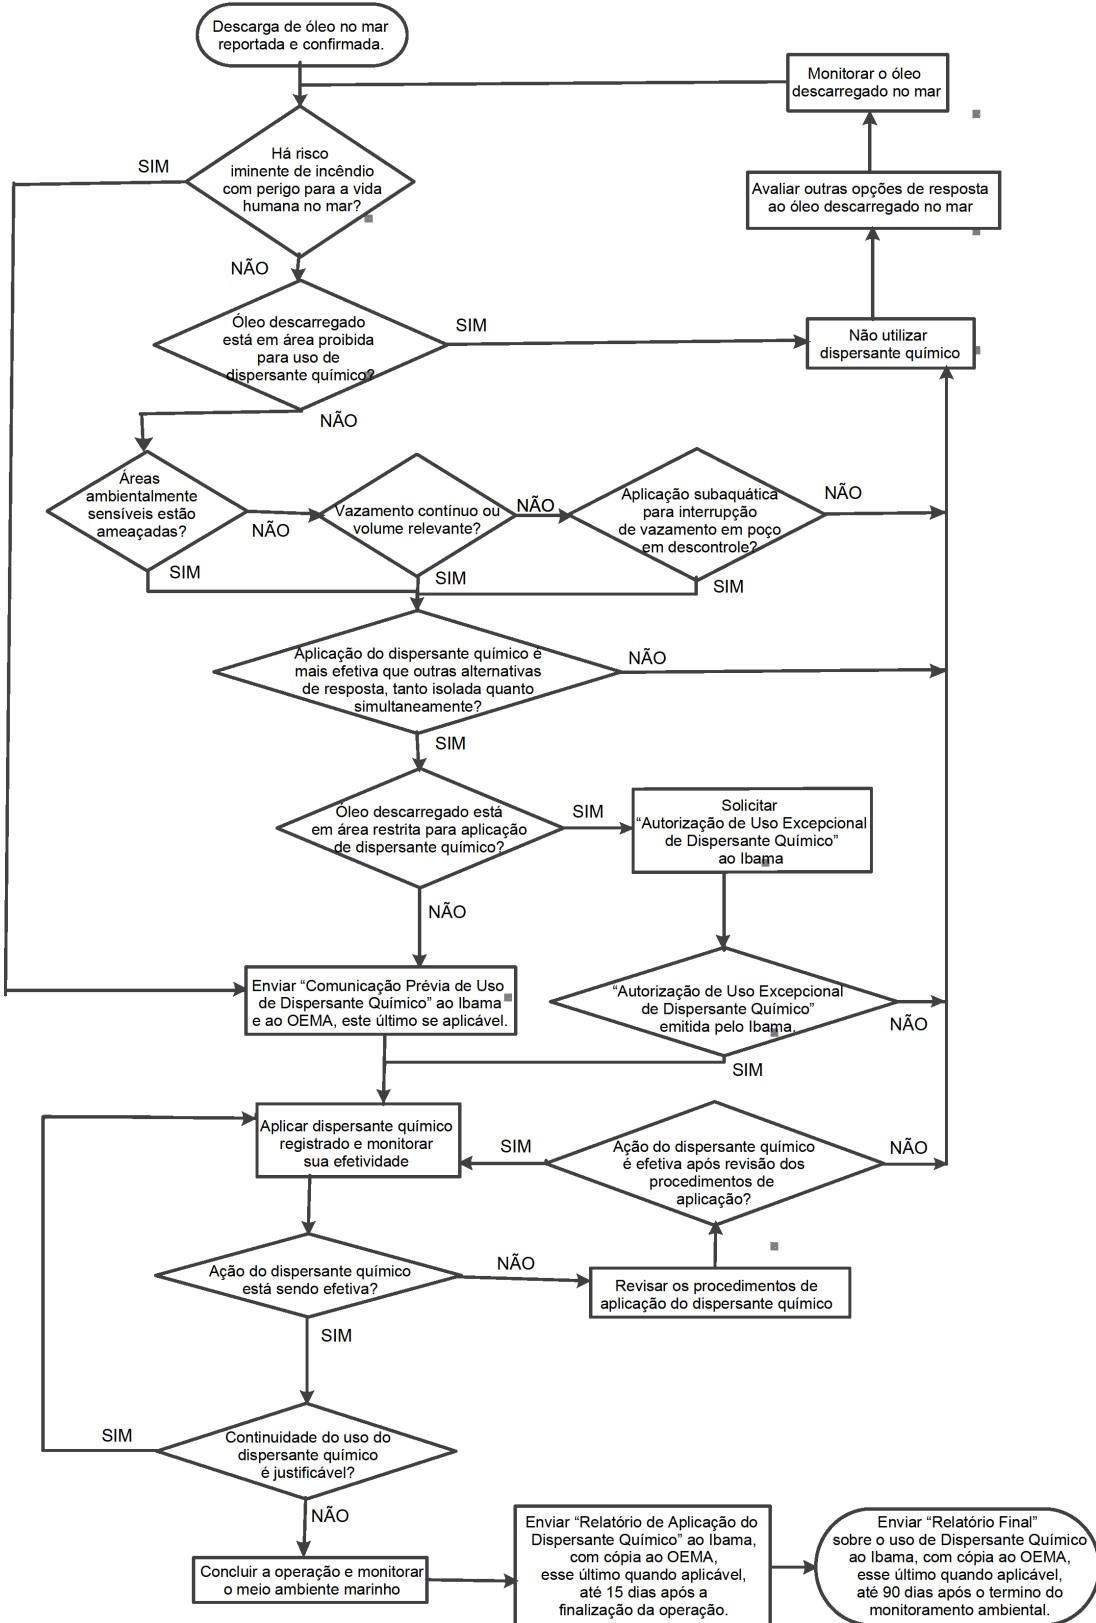 Descarga de óleo no mar
reportada e confirmada.
Monitorar o óleo
descarregado no mar
SIM
Há risco
iminente de incêndio
com perigo para a vida
humana no mar?
Avaliar outras opções de resposta
ao óleo descarregado no mar
NÃO
Óleo descarregado
está em área proibida
para uso de
dispersante químico?
SIM
Não utilizar
dispersante químico
NÃO
Áreas
ambientalmente
sensíveis estão
ameaçadas?
NÃO
Vazamento contínuo ou
volume relevante?
NÃO
Aplicação subaquática
para interrupção
de vazamento em poço
em descontrole?
NÃO
SIM
SIM
SIM
Aplicação do dispersante químico é
mais efetiva que outras alternativas
de resposta, tanto isolada quanto
simultaneamente?
NÃO
SIM
Óleo descarregado está
em área restrita para aplicação
de dispersante químico?
SIM
Solicitar
“Autorização de Uso Excepcional
de Dispersante Químico”
ao Ibama
NÃO
Enviar “Comunicação Prévia de Uso
de Dispersante Químico” ao Ibama
e ao OEMA, este último se aplicável.
“Autorização de Uso Excepcional
de Dispersante Químico”
emitida pelo Ibama.
NÃO
SIM
Aplicar dispersante químico
registrado e monitorar
sua efetividade
SIM
Ação do dispersante químico
é efetiva após revisão dos
procedimentos de
aplicação?
NÃO
Ação do dispersante químico
está sendo efetiva?
NÃO
Revisar os procedimentos de
aplicação do dispersante químico
SIM
SIM
Continuidade do uso do
dispersante químico
é justificável?
NÃO
Concluir a operação e monitorar
o meio ambiente marinho
Enviar “Relatório de Aplicação do
Dispersante Químico” ao Ibama,
com cópia ao OEMA,
esse último quando aplicável,
até 15 dias após a
finalização da operação.
Enviar “Relatório Final”
sobre o uso de Dispersante Químico
ao Ibama, com cópia ao OEMA,
esse último quando aplicável,
até 90 dias após o termino do
monitoramento ambiental.